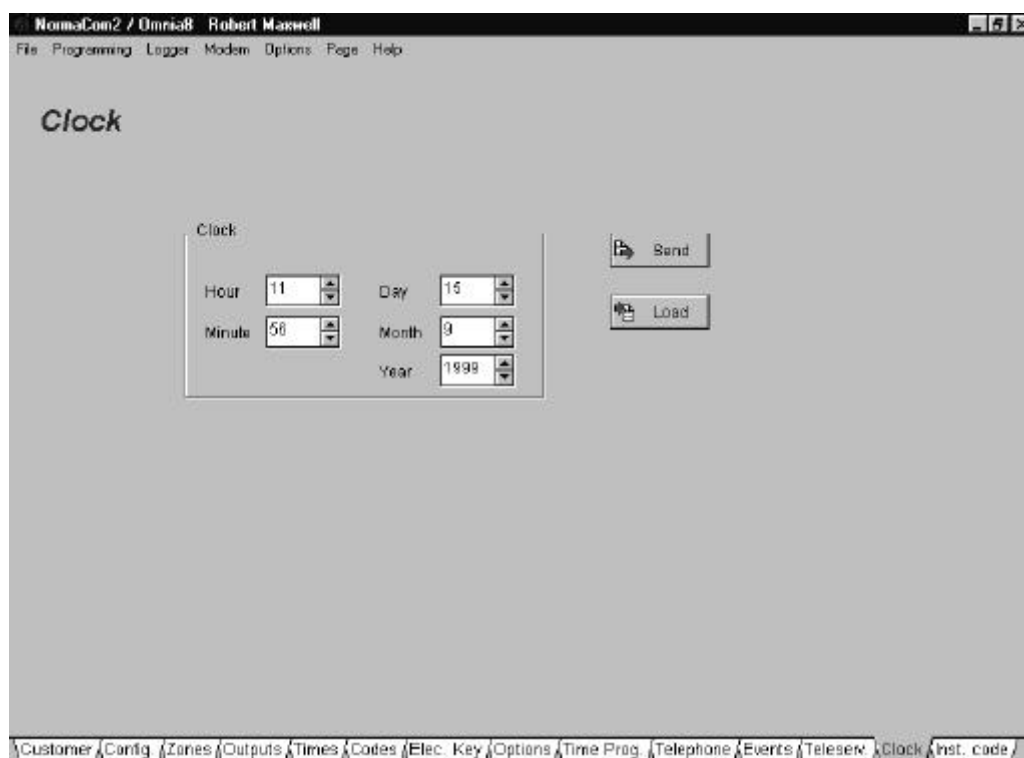 NormaCom2 / Omnia8 Robert Maxwell
File Programming Logger Modem Options Page Help
Clock
Clock
Hour 11 Day 15
Minute 56 Month 9
Year 1999
Send
Load
Customer Config. Zones Outputs Times Codes Elec. Key Options Time Prog. Telephone Events Teleserv. Clock Inst. code